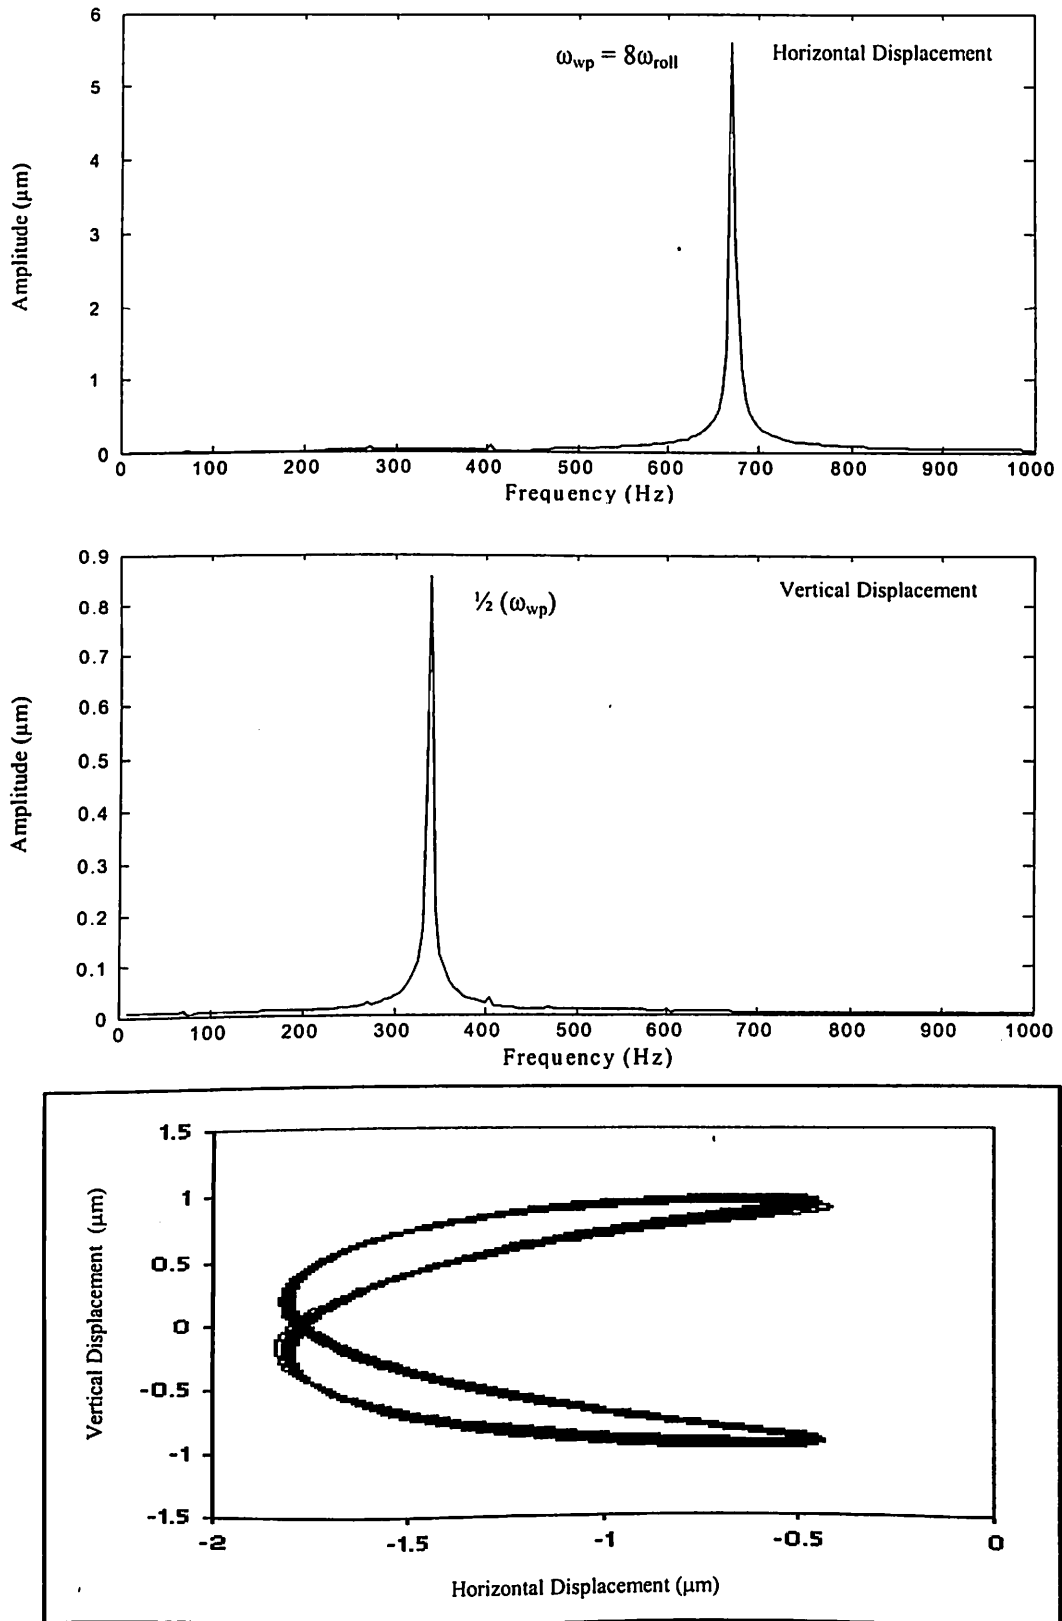 6
ω_wp = 8ω_roll
Horizontal Displacement
5
4
3
2
1
0
Amplitude (μm)
0 100 200 300 400 500 600 700 800 900 1000
Frequency (Hz)
0.9
½ (ω_wp)
Vertical Displacement
0.8
0.7
0.6
0.5
0.4
0.3
0.2
0.1
0
Amplitude (μm)
0 100 200 300 400 500 600 700 800 900 1000
Frequency (Hz)
1.5
1
0.5
0
-0.5
-1
-1.5
Vertical Displacement (μm)
-2 -1.5 -1 -0.5 0
Horizontal Displacement (μm)